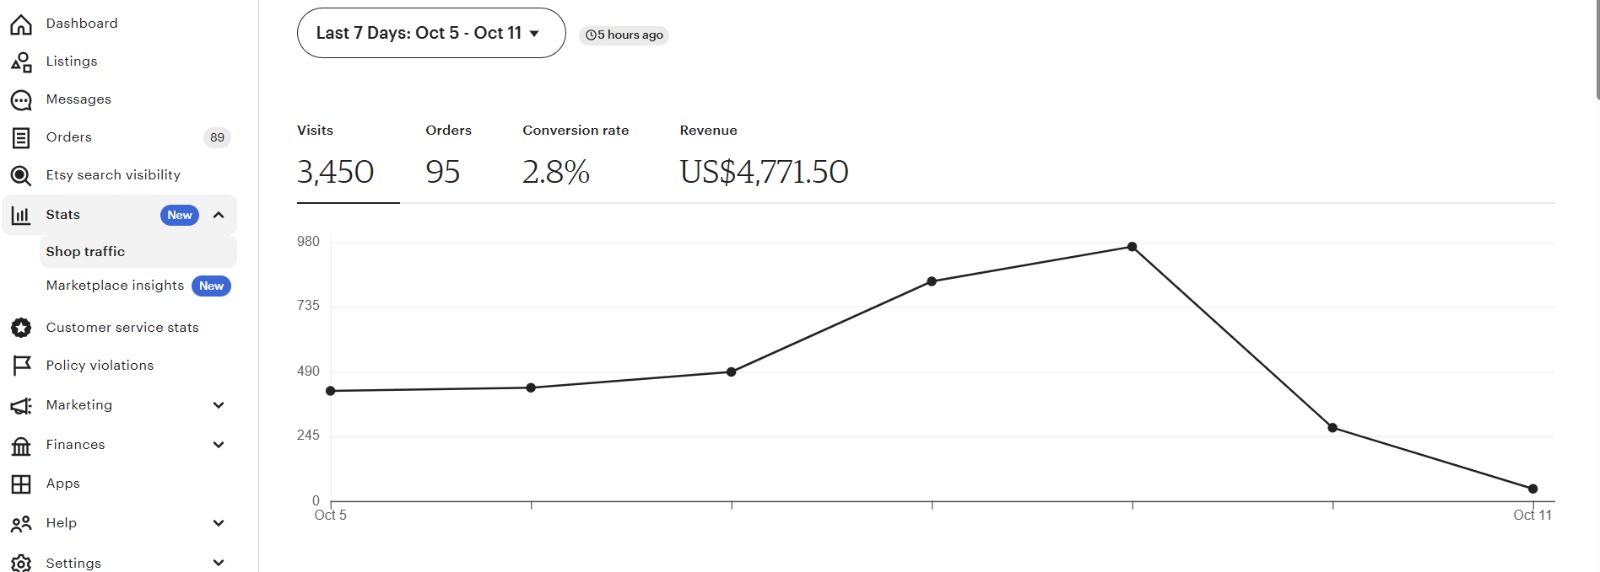 Dashboard
Listings
Messages
Orders 89
Etsy search visibility
Stats New
Shop traffic
Marketplace insights New
Customer service stats
Policy violations
Marketing
Finances
Apps
Help
Settings
Last 7 Days: Oct 5 - Oct 11
5 hours ago
Visits Orders Conversion rate Revenue
3,450 95 2.8% US$4,771.50
980
735
490
245
0
Oct 5 Oct 11